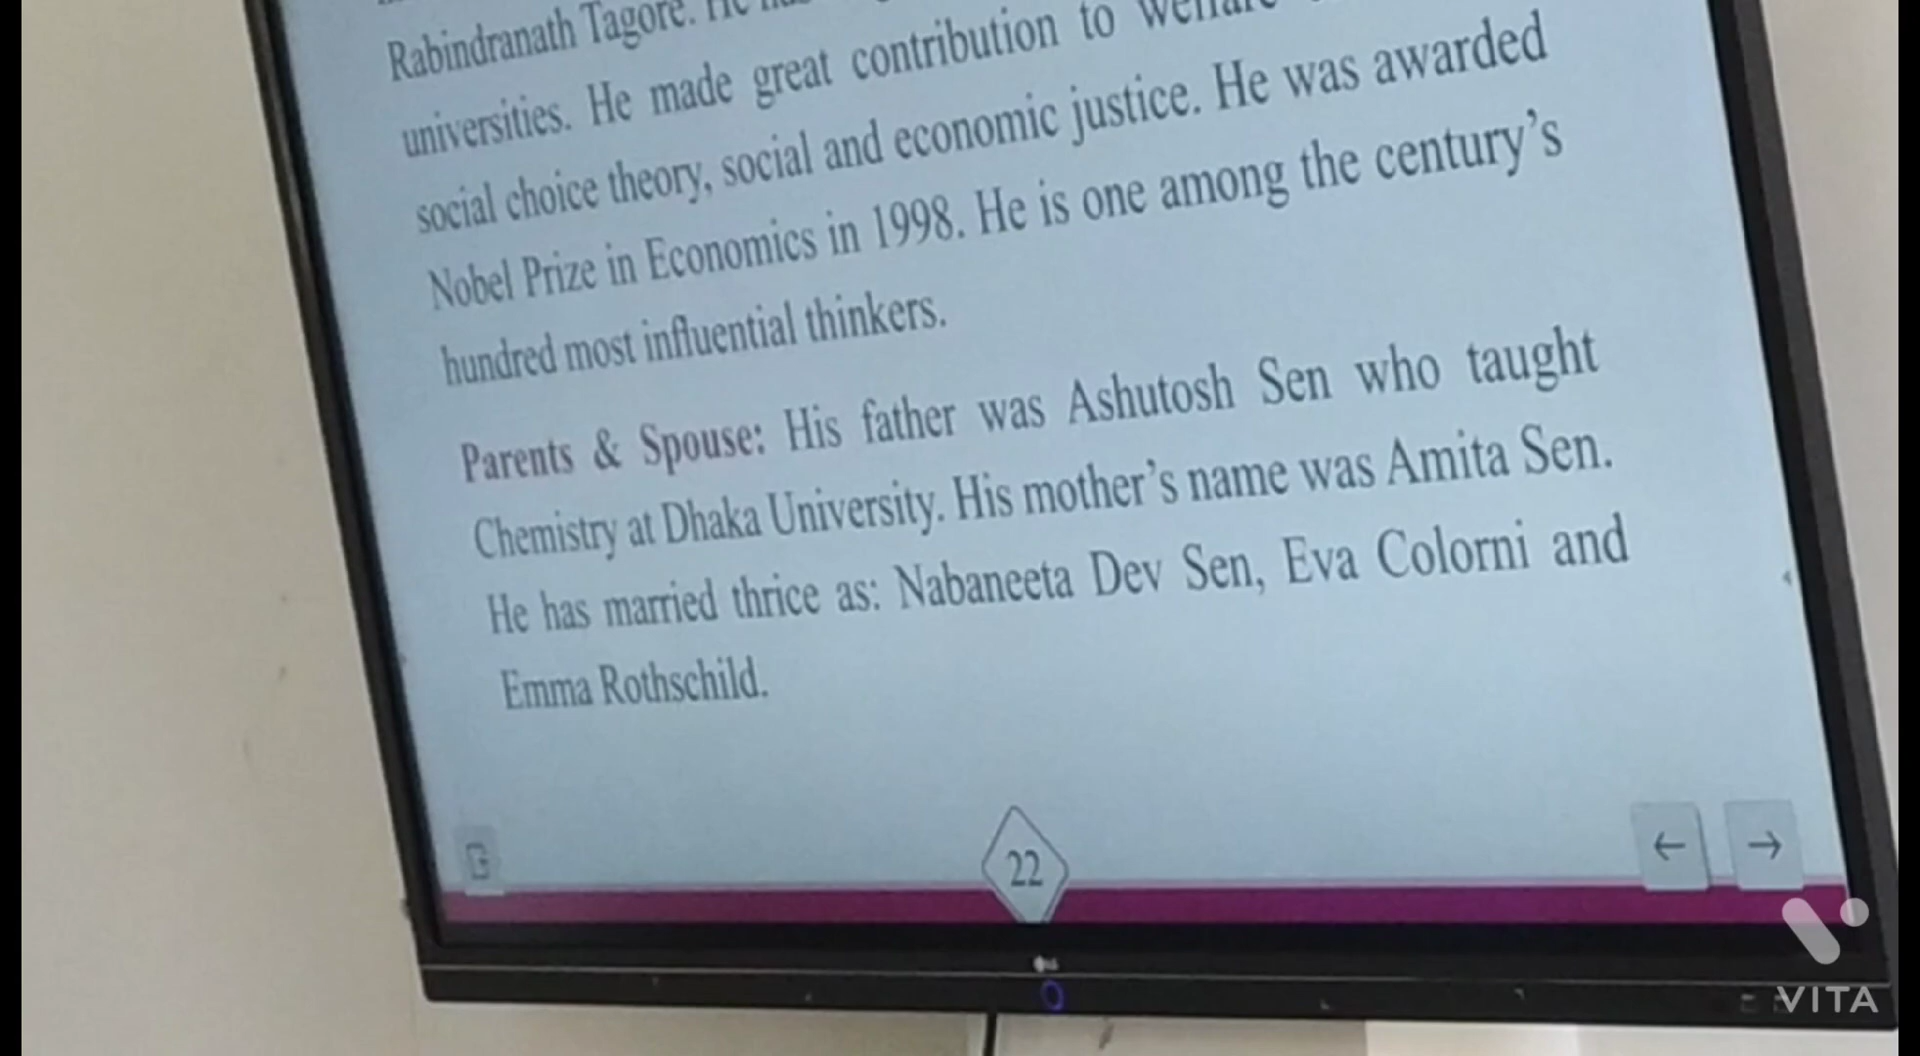 Rabindranath Tagore. He
universities. He made great contribution to welfare
social choice theory, social and economic justice. He was awarded
Nobel Prize in Economics in 1998. He is one among the century's
hundred most influential thinkers.
Parents & Spouse: His father was Ashutosh Sen who taught
Chemistry at Dhaka University. His mother's name was Amita Sen.
He has married thrice as: Nabaneeta Dev Sen, Eva Colorni and
Emma Rothschild.
22
← →
VITA